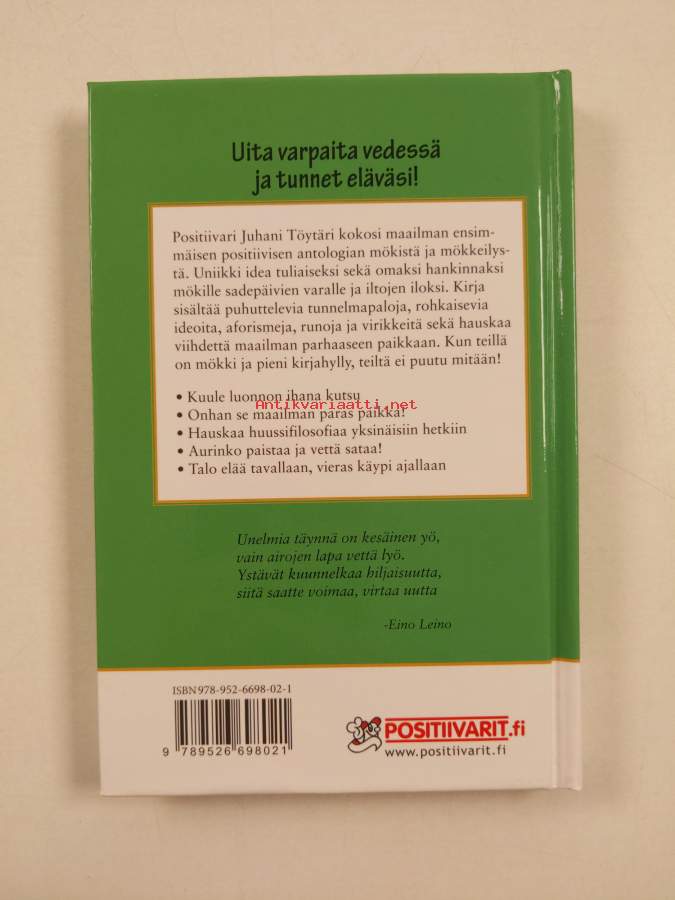 Uita varpaita vedessä
ja tunnet eläväsi!
Positiivari Juhani Töytäri kokosi maailman ensim-
mäisen positiivisen antologian mökistä ja mökkeilys-
tä. Uniikki idea tuliaiseksi sekä omaksi hankinnaksi
mökille sadepäivien varalle ja iltojen iloksi. Kirja
sisältää puhuttelevia tunnelmapaloja, rohkaisevia
ideoita, aforismeja, runoja ja virikkeitä sekä hauskaa
viihdettä maailman parhaaseen paikkaan. Kun teillä
on mökki ja pieni kirjahylly, teiltä ei puutu mitään!
• Kuule luonnon ihana kutsu
Antikvariaatti.net
• Onhan se maailman paras paikka!
• Hauskaa huussifilosofiaa yksinäisiin hetkiin
• Aurinko paistaa ja vettä sataa!
• Talo elää tavallaan, vieras käypi ajallaan
Unelmia täynnä on kesäinen yö,
vain airojen lapa vettä lyö.
Ystävät kuunnelkaa hiljaisuutta,
siitä saatte voimaa, virtaa uutta
-Eino Leino
ISBN 978-952-6698-02-1
9 789526 698021
POSITIIVARIT.fi
www.positiivarit.fi